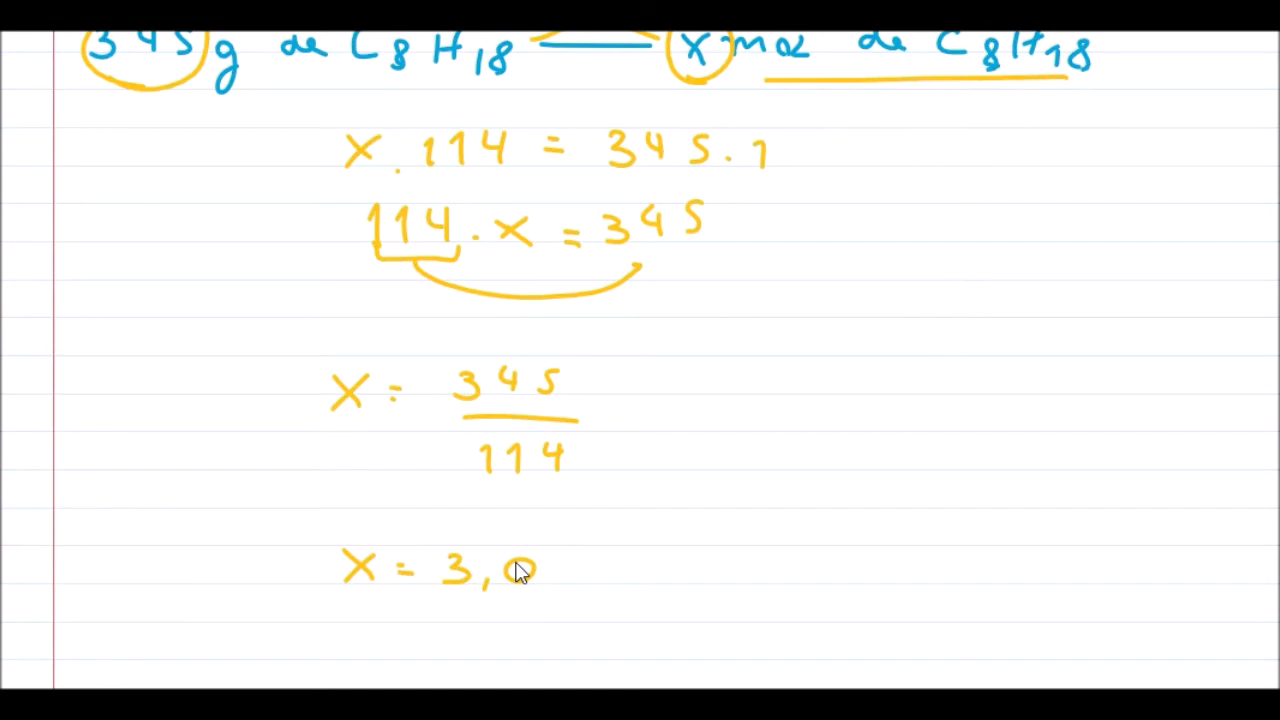 345 g de C8H18 —— x mol de C8H18
x . 114 = 345 . 1
114 . x = 345
x = 345
114
x = 3,0